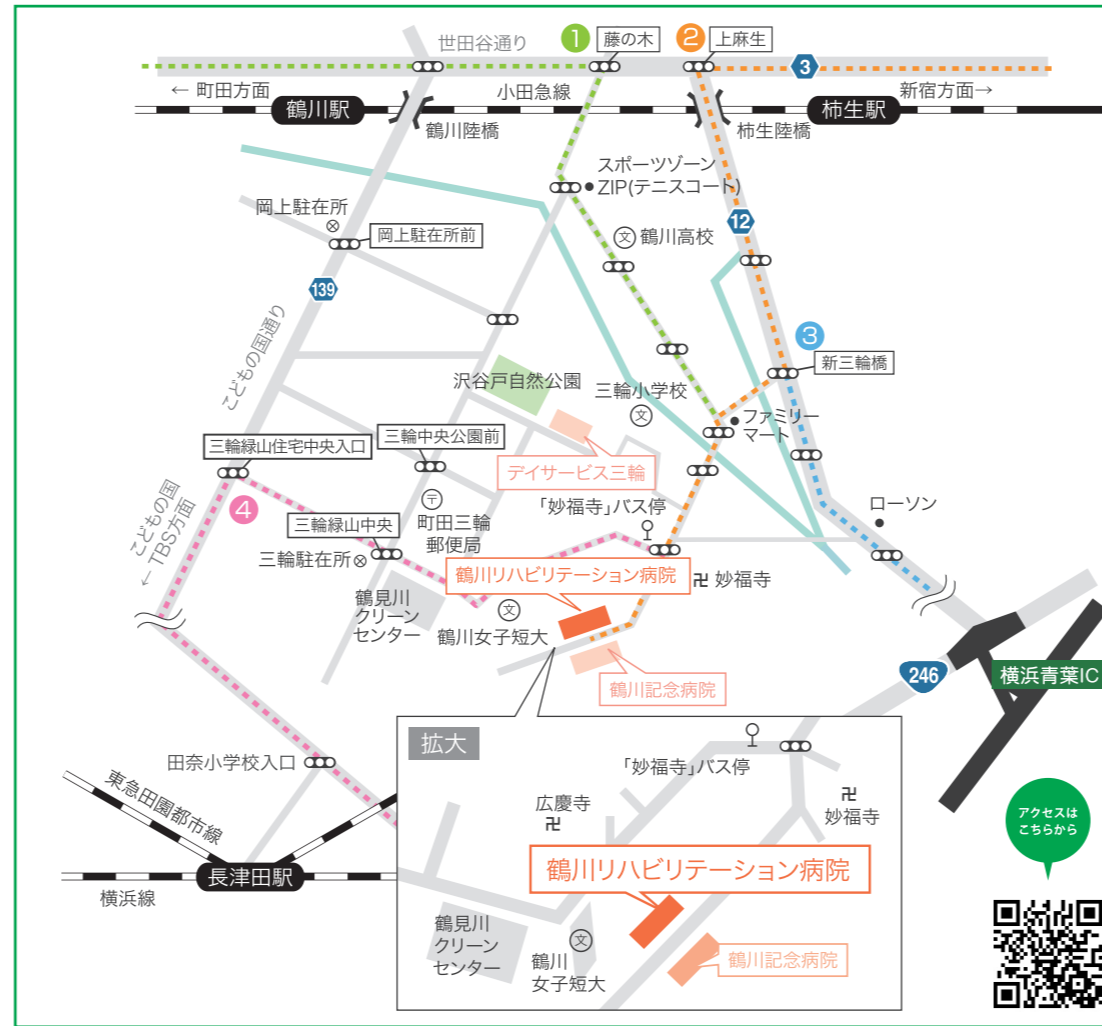 世田谷通り
1
藤の木
2
上麻生
3
← 町田方面
小田急線
新宿方面→
鶴川駅
柿生駅
鶴川陸橋
柿生陸橋
スポーツゾーン
ZIP(テニスコート)
岡上駐在所
岡上駐在所前
鶴川高校
文
12
139
こどもの国通り
3
新三輪橋
沢谷戸自然公園
三輪小学校
文
ファミリー
マート
三輪緑山住宅中央入口
三輪中央公園前
デイサービス三輪
4
こどもの国
← TBS方面
〒
町田三輪
郵便局
「妙福寺」バス停
ローソン
三輪緑山中央
三輪駐在所
鶴川リハビリテーション病院
卍 妙福寺
鶴見川
クリーン
センター
文
鶴川女子短大
鶴川記念病院
246
横浜青葉IC
田奈小学校入口
東急田園都市線
長津田駅
横浜線
拡大
「妙福寺」バス停
広慶寺
卍
卍
妙福寺
鶴川リハビリテーション病院
鶴見川
クリーン
センター
文
鶴川
女子短大
鶴川記念病院
アクセスは
こちらから